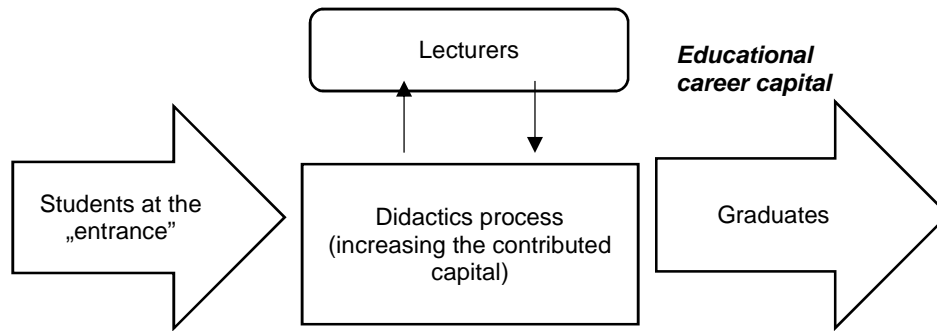 Lecturers
Educational
career capital
Students at the
„entrance”
Didactics process
(increasing the contributed
capital)
Graduates